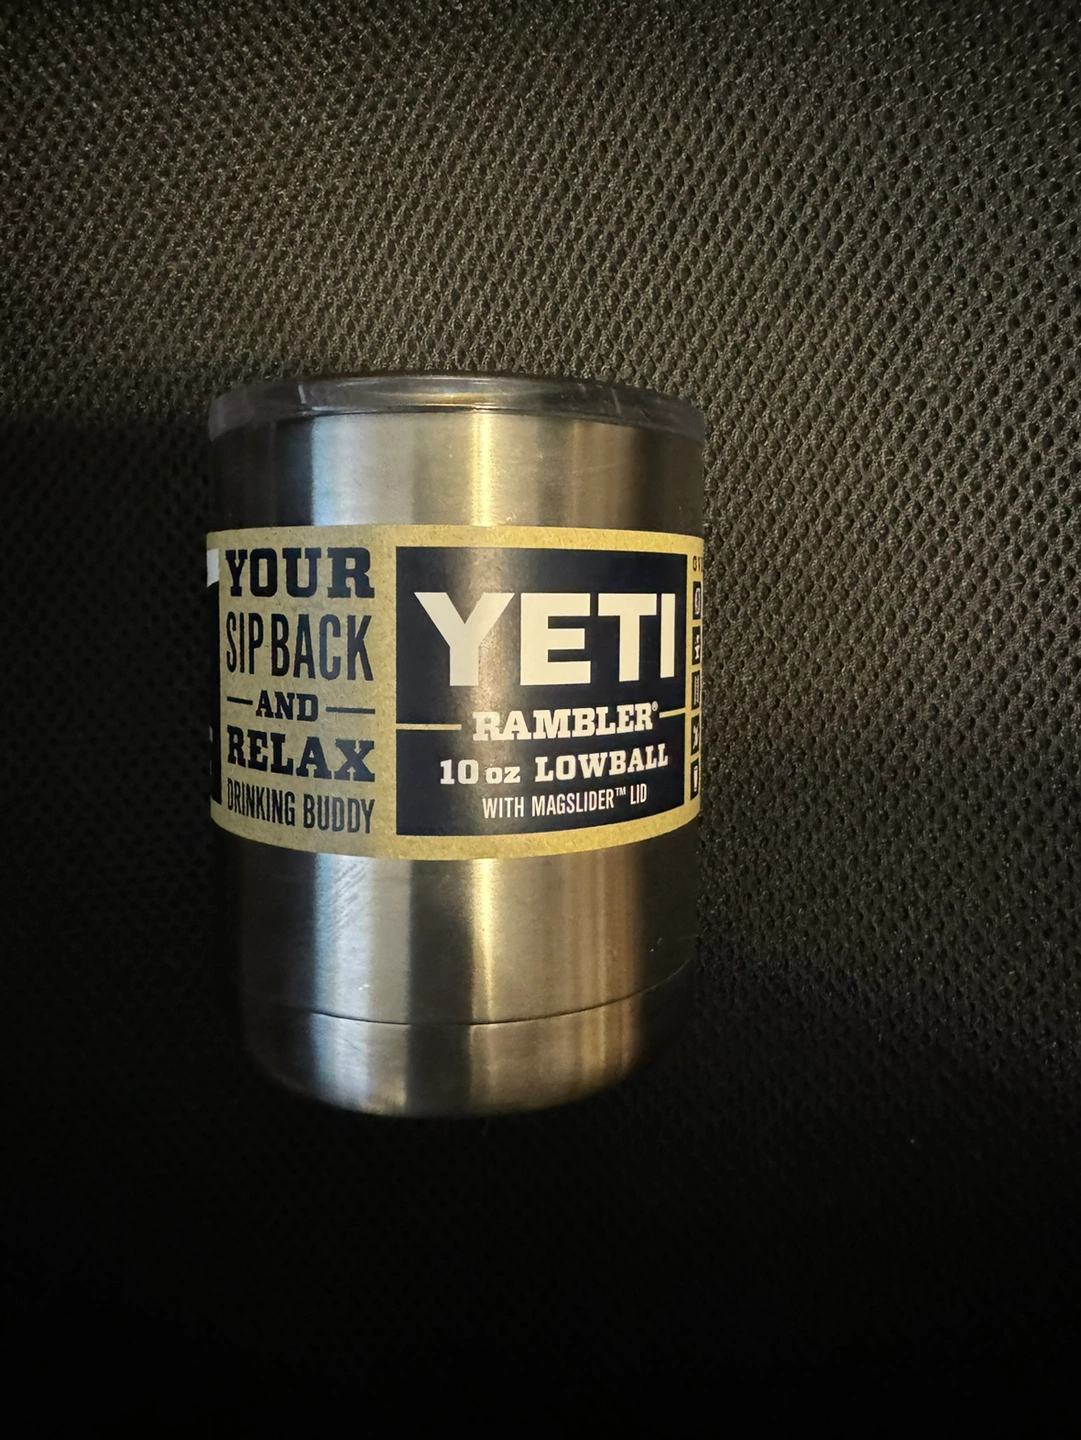 YOUR
SIP BACK
AND
RELAX
DRINKING BUDDY
YETI
RAMBLER®
10 oz LOWBALL
WITH MAGSLIDER™ LID